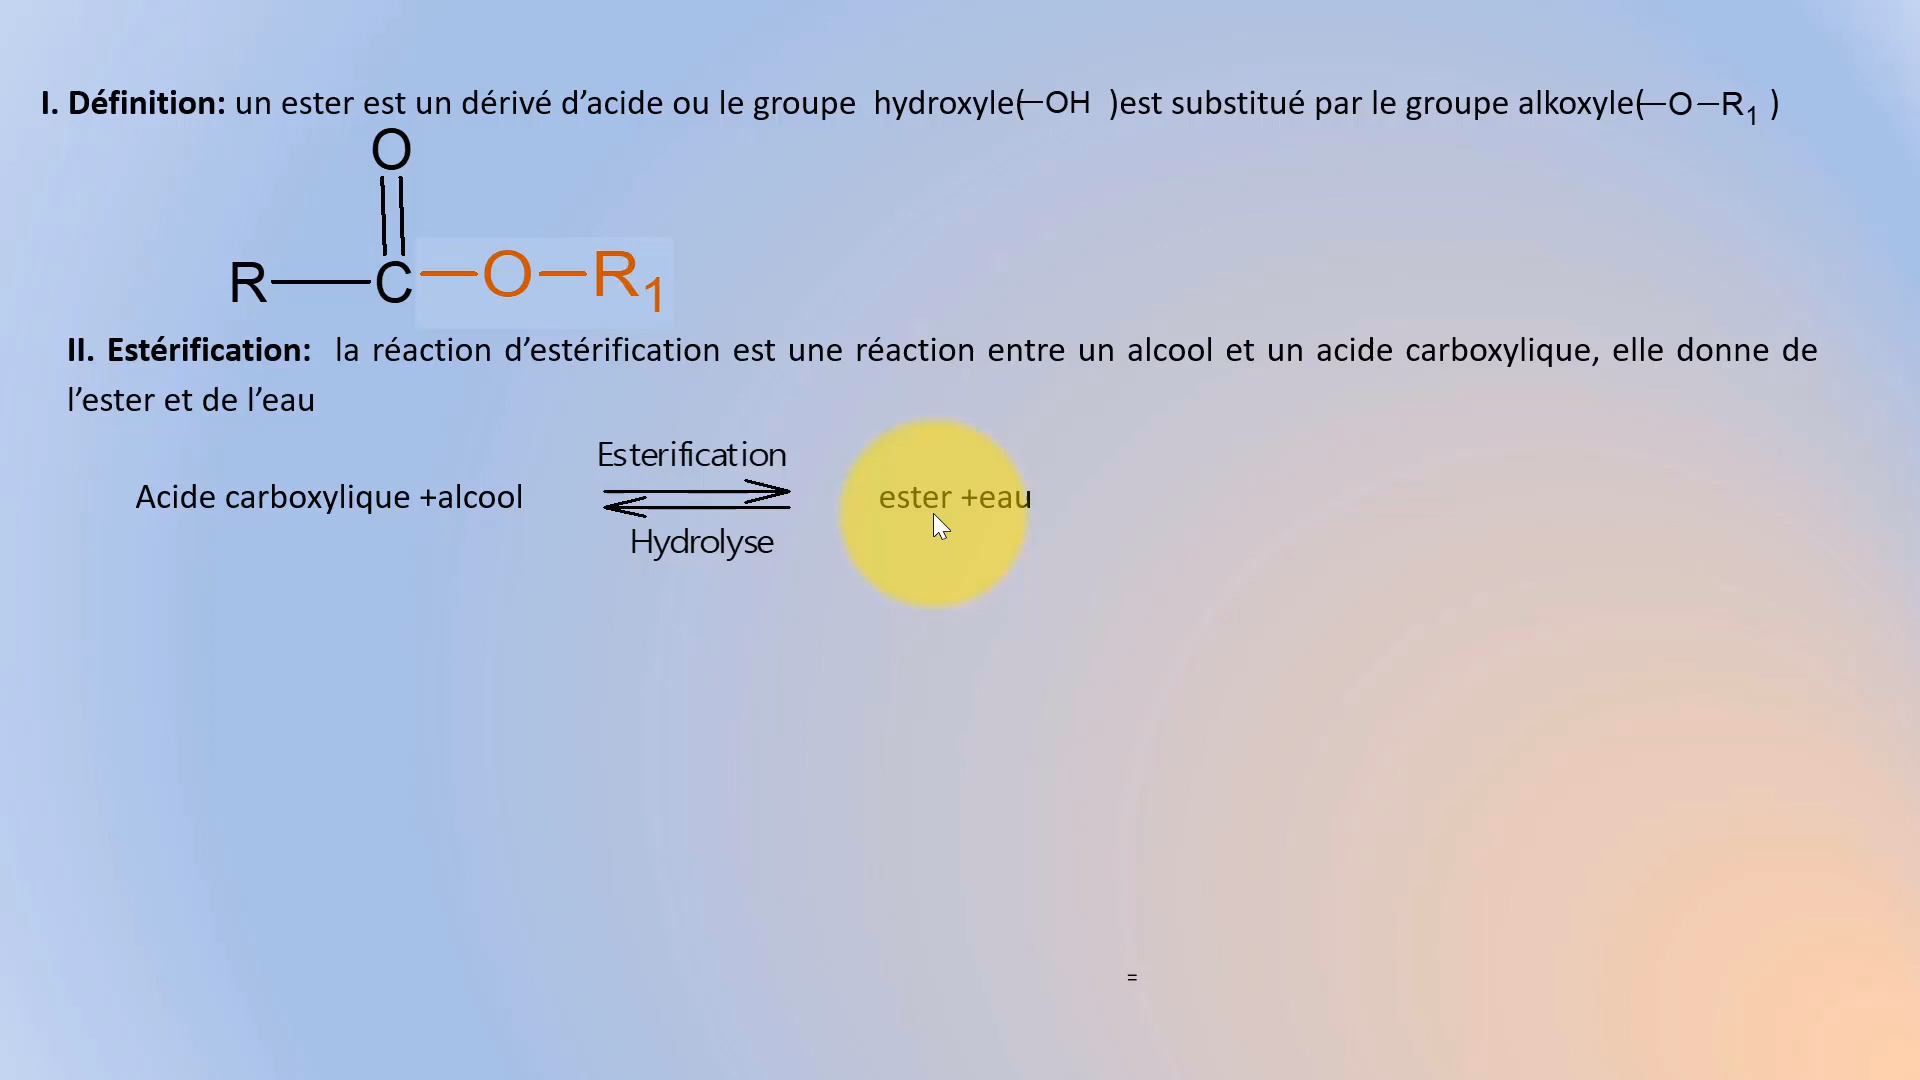 I. Définition: un ester est un dérivé d’acide ou le groupe hydroxyle(—OH )est substitué par le groupe alkoxyle(—O—R1 )
O
R—C—O—R1
II. Estérification: la réaction d’estérification est une réaction entre un alcool et un acide carboxylique, elle donne de
l’ester et de l’eau
Esterification
Acide carboxylique +alcool ester +eau
Hydrolyse
=